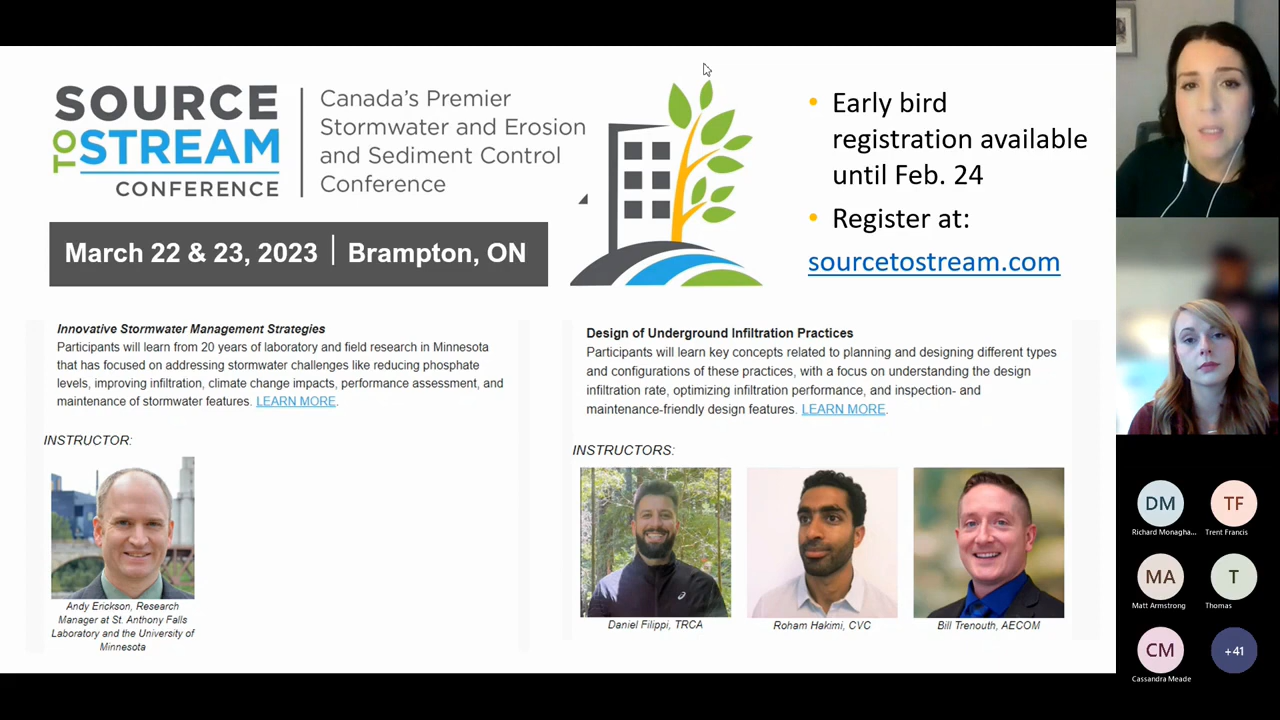 SOURCE
TO
STREAM
CONFERENCE
Canada's Premier
Stormwater and Erosion
and Sediment Control
Conference
March 22 & 23, 2023 | Brampton, ON
• Early bird
registration available
until Feb. 24
• Register at:
sourcetostream.com
Innovative Stormwater Management Strategies
Participants will learn from 20 years of laboratory and field research in Minnesota
that has focused on addressing stormwater challenges like reducing phosphate
levels, improving infiltration, climate change impacts, performance assessment, and
maintenance of stormwater features. LEARN MORE.
INSTRUCTOR:
Andy Erickson, Research
Manager at St. Anthony Falls
Laboratory and the University of
Minnesota
Design of Underground Infiltration Practices
Participants will learn key concepts related to planning and designing different types
and configurations of these practices, with a focus on understanding the design
infiltration rate, optimizing infiltration performance, and inspection- and
maintenance-friendly design features. LEARN MORE.
INSTRUCTORS:
Daniel Filippi, TRCA
Roham Hakimi, CVC
Bill Trenouth, AECOM
DM
Richard Monagha...
TF
Trent Francis
MA
Matt Armstrong
T
Thomas
CM
Cassandra Meade
+41